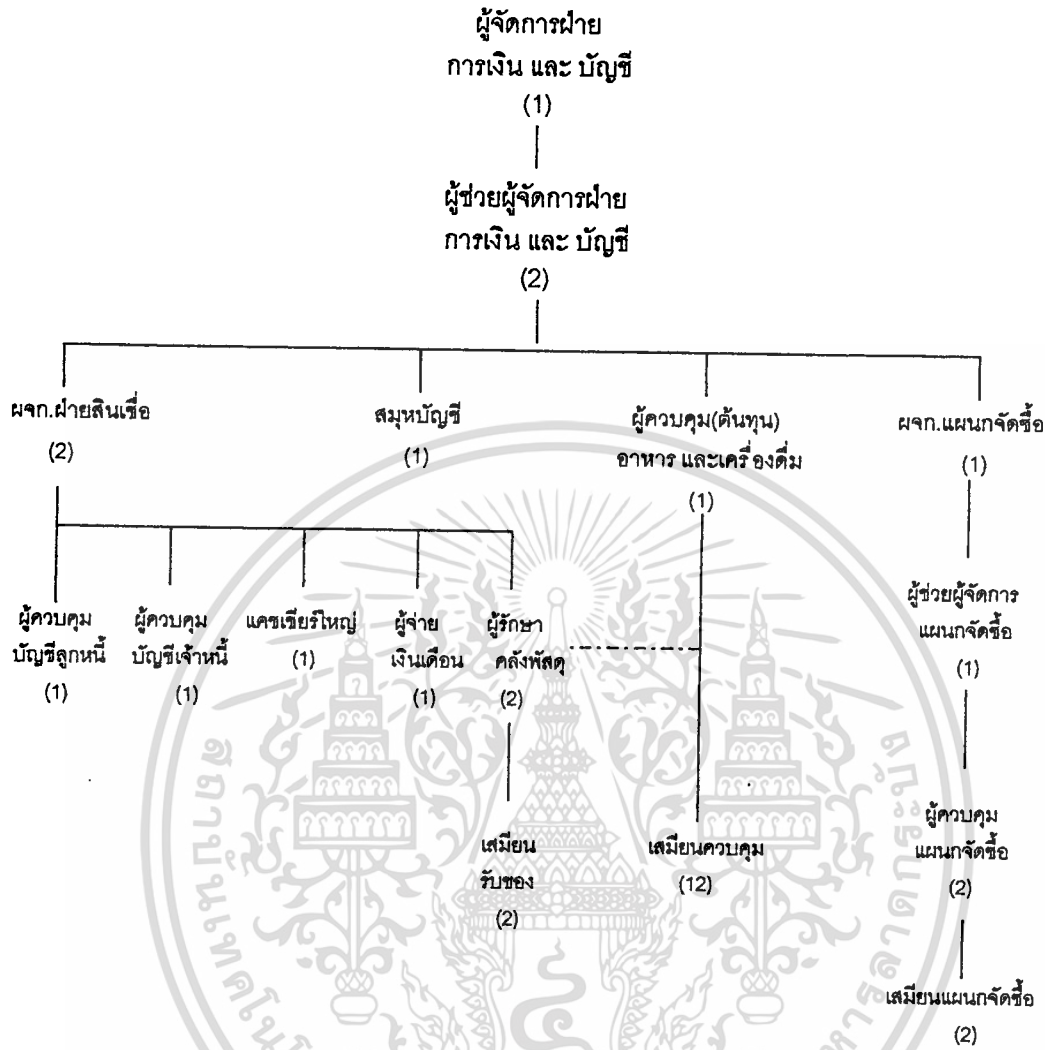 ผู้จัดการฝ่าย
การเงิน และ บัญชี
(1)
ผู้ช่วยผู้จัดการฝ่าย
การเงิน และ บัญชี
(2)
ผจก.ฝ่ายสินเชื่อ
(2)
สมุหบัญชี
(1)
ผู้ควบคุม(ต้นทุน)
อาหาร และเครื่องดื่ม
(1)
ผจก.แผนกจัดซื้อ
(1)
ผู้ควบคุม
บัญชีลูกหนี้
(1)
ผู้ควบคุม
บัญชีเจ้าหนี้
(1)
แคชเชียร์ใหญ่
(1)
ผู้จ่าย
เงินเดือน
(1)
ผู้รักษา
คลังพัสดุ
(2)
ผู้ช่วยผู้จัดการ
แผนกจัดซื้อ
(1)
เสมียน
รับของ
(2)
เสมียนควบคุม
(12)
ผู้ควบคุม
แผนกจัดซื้อ
(2)
เสมียนแผนกจัดซื้อ
(2)